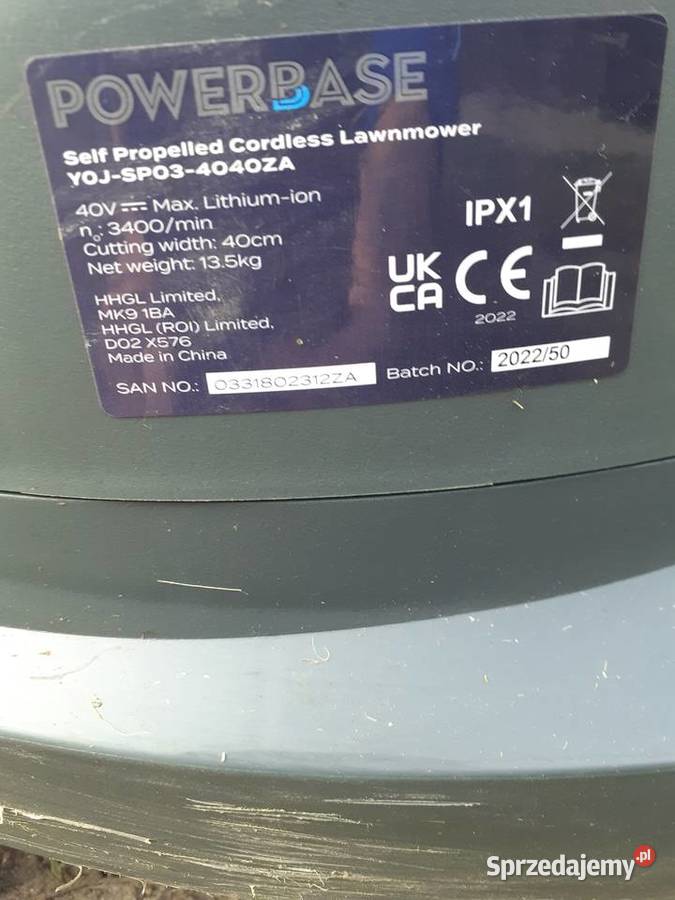 POWERBASE
Self Propelled Cordless Lawnmower
YOJ-SP03-4040ZA
40V Max. Lithium-ion
n₀: 3400/min
Cutting width: 40cm
Net weight: 13.5kg
IPX1
HHGL Limited,
MK9 1BA
HHGL (ROI) Limited,
D02 X576
Made in China
UK
CA
CE
2022
SAN NO.: 0331802312ZA
Batch NO.: 2022/50
Sprzedajemy.pl